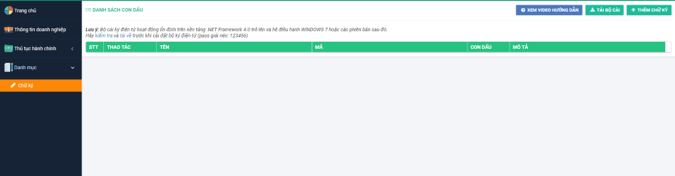 Trang chủ
Thông tin doanh nghiệp
Thủ tục hành chính
Danh mục
Chữ ký
DANH SÁCH CON DẤU
XEM VIDEO HƯỚNG DẪN
TẢI BỘ CÀI
THÊM CHỮ KÝ
Lưu ý: Bộ cài ký điện tử hoạt động ổn định trên nền tảng .NET Framework 4.0 trở lên và hệ điều hành WINDOWS 7 hoặc các phiên bản sau đó.
Hãy kiểm tra và tải về trước khi cài đặt bộ ký điện tử (pass giải nén: 123456)
STT THAO TÁC TÊN MÃ CON DẤU MÔ TẢ